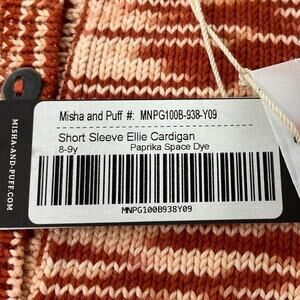 Misha and Puff #: MNPG100B-938-Y09
Short Sleeve Ellie Cardigan
8-9y Paprika Space Dye
MNPG100B938Y09
MISHA-AND-PUFF.COM